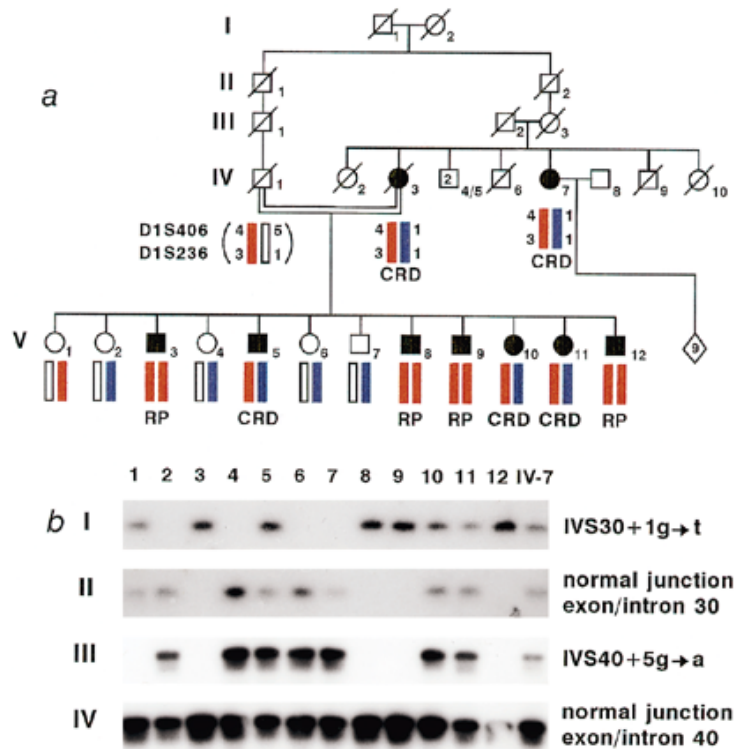 I
1 2
a
II
1 2
III
1 2 3
IV
1 2 3 2 4/5 6 7 8 9 10
D1S406 ( 4 5 ) 4 1 4 1
D1S236 3 1 3 1 3 1
CRD CRD
V
1 2 3 4 5 6 7 8 9 10 11 12 9
RP CRD RP RP CRD CRD RP
1 2 3 4 5 6 7 8 9 10 11 12 IV-7
b I IVS30+1g→t
II normal junction
exon/intron 30
III IVS40+5g→a
IV normal junction
exon/intron 40